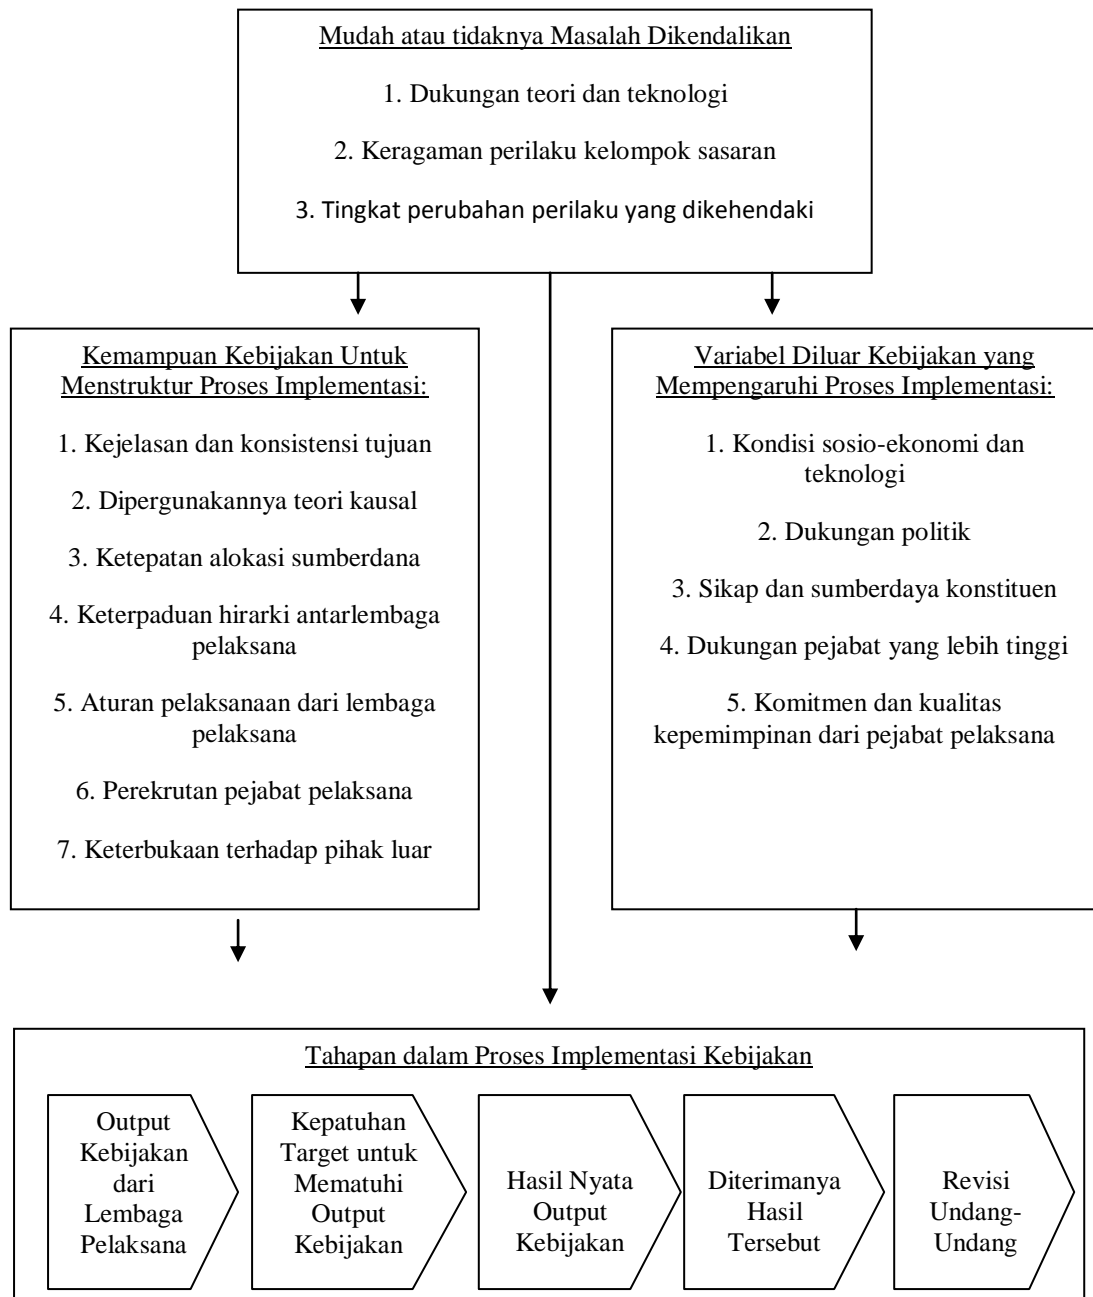 Mudah atau tidaknya Masalah Dikendalikan
1. Dukungan teori dan teknologi
2. Keragaman perilaku kelompok sasaran
3. Tingkat perubahan perilaku yang dikehendaki
Kemampuan Kebijakan Untuk
Menstruktur Proses Implementasi:
1. Kejelasan dan konsistensi tujuan
2. Dipergunakannya teori kausal
3. Ketepatan alokasi sumberdana
4. Keterpaduan hirarki antarlembaga
pelaksana
5. Aturan pelaksanaan dari lembaga
pelaksana
6. Perekrutan pejabat pelaksana
7. Keterbukaan terhadap pihak luar
Variabel Diluar Kebijakan yang
Mempengaruhi Proses Implementasi:
1. Kondisi sosio-ekonomi dan
teknologi
2. Dukungan politik
3. Sikap dan sumberdaya konstituen
4. Dukungan pejabat yang lebih tinggi
5. Komitmen dan kualitas
kepemimpinan dari pejabat pelaksana
Tahapan dalam Proses Implementasi Kebijakan
Output
Kebijakan
dari
Lembaga
Pelaksana
Kepatuhan
Target untuk
Mematuhi
Output
Kebijakan
Hasil Nyata
Output
Kebijakan
Diterimanya
Hasil
Tersebut
Revisi
Undang-
Undang